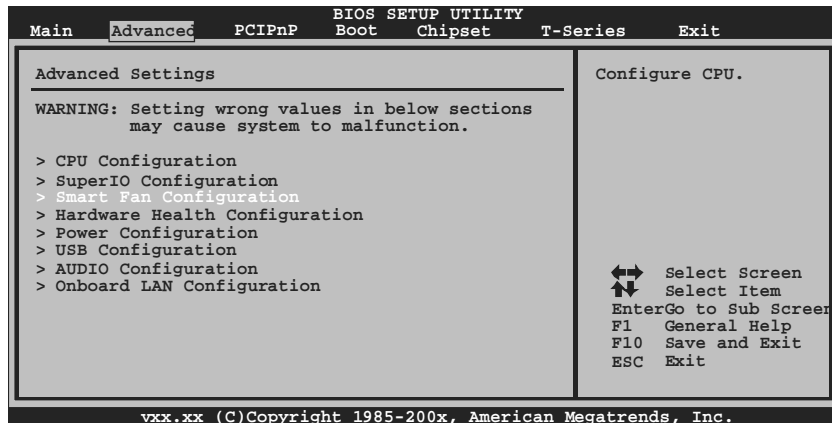 BIOS SETUP UTILITY
Main Advanced PCIPnP Boot Chipset T-Series Exit
Advanced Settings
WARNING: Setting wrong values in below sections
may cause system to malfunction.
> CPU Configuration
> SuperIO Configuration
> Smart Fan Configuration
> Hardware Health Configuration
> Power Configuration
> USB Configuration
> AUDIO Configuration
> Onboard LAN Configuration
Configure CPU.
Select Screen
Select Item
EnterGo to Sub Screen
F1 General Help
F10 Save and Exit
ESC Exit
vxx.xx (C)Copyright 1985-200x, American Megatrends, Inc.